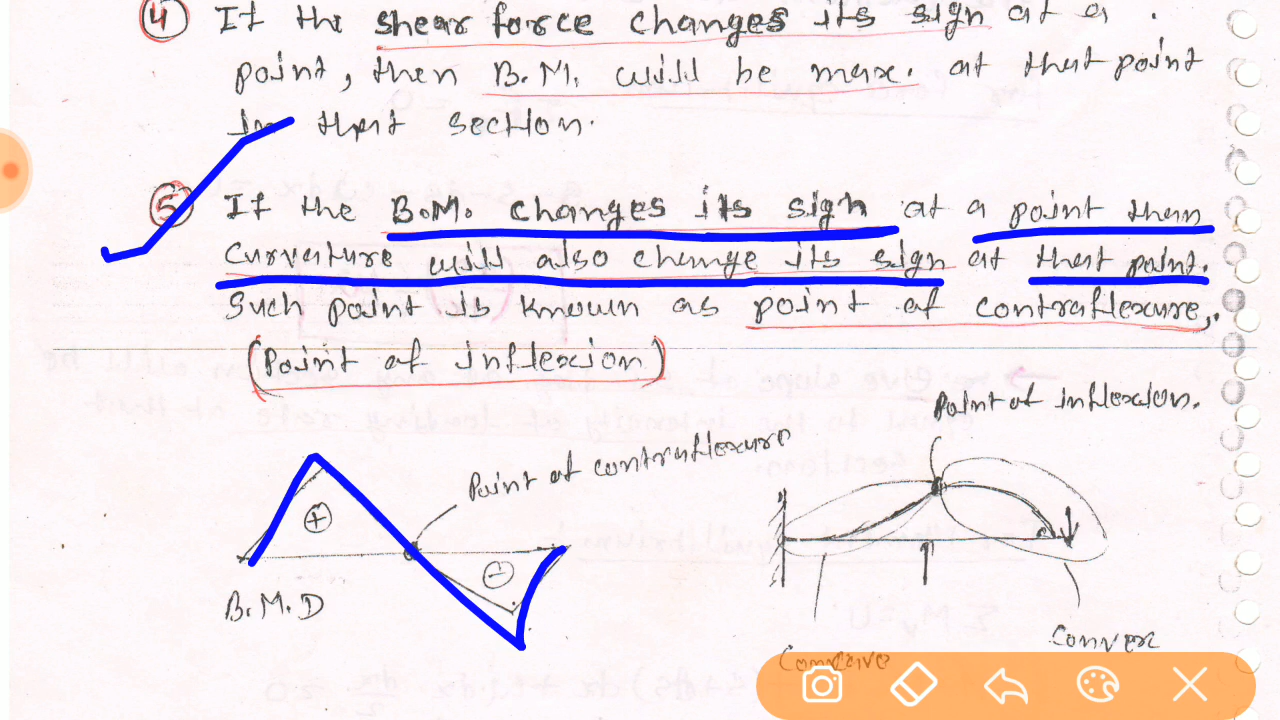 ④ If the shear force changes its sign at a
point, then B.M. will be max. at that point
In that section.
⑤ If the B.M. changes its sign at a point than
curvature will also change its sign at that point.
Such point is known as point of contraflexure,.
(Point of inflexion)
Point of inflexion.
Point of contraflexure
+
-
B.M.D
Convex
Concave